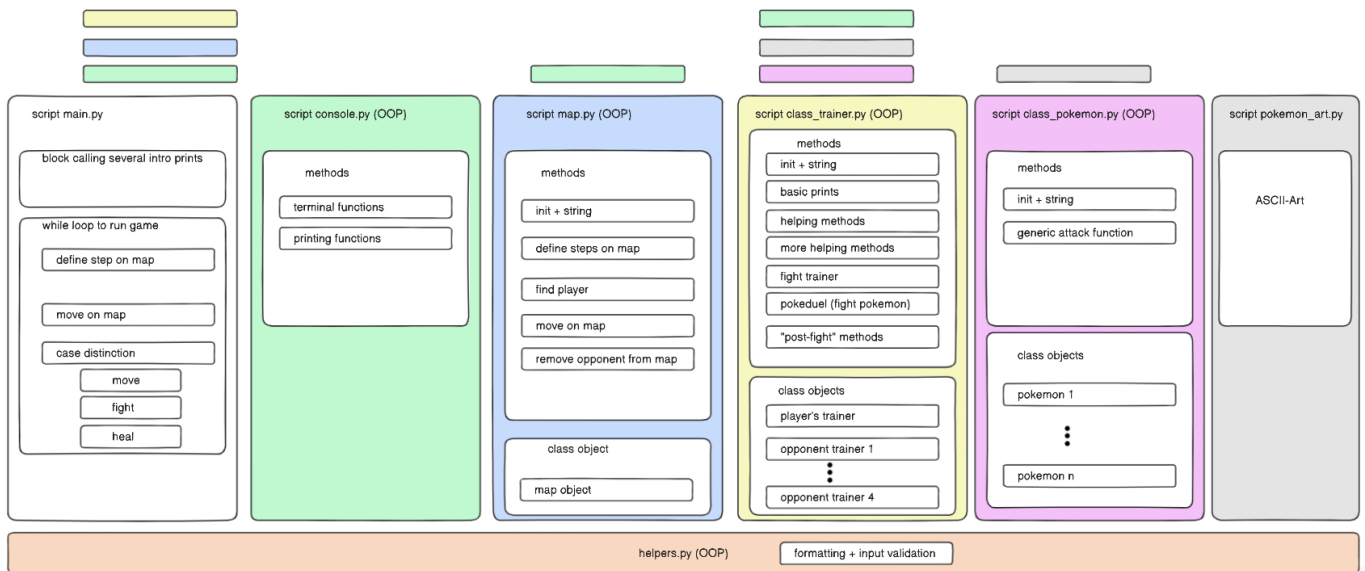 script main.py
block calling several intro prints
while loop to run game
define step on map
move on map
case distinction
move
fight
heal
script console.py (OOP)
methods
terminal functions
printing functions
script map.py (OOP)
methods
init + string
define steps on map
find player
move on map
remove opponent from map
class object
map object
script class_trainer.py (OOP)
methods
init + string
basic prints
helping methods
more helping methods
fight trainer
pokeduel (fight pokemon)
"post-fight" methods
class objects
player's trainer
opponent trainer 1
opponent trainer 4
script class_pokemon.py (OOP)
methods
init + string
generic attack function
class objects
pokemon 1
pokemon n
script pokemon_art.py
ASCII-Art
helpers.py (OOP)
formatting + input validation